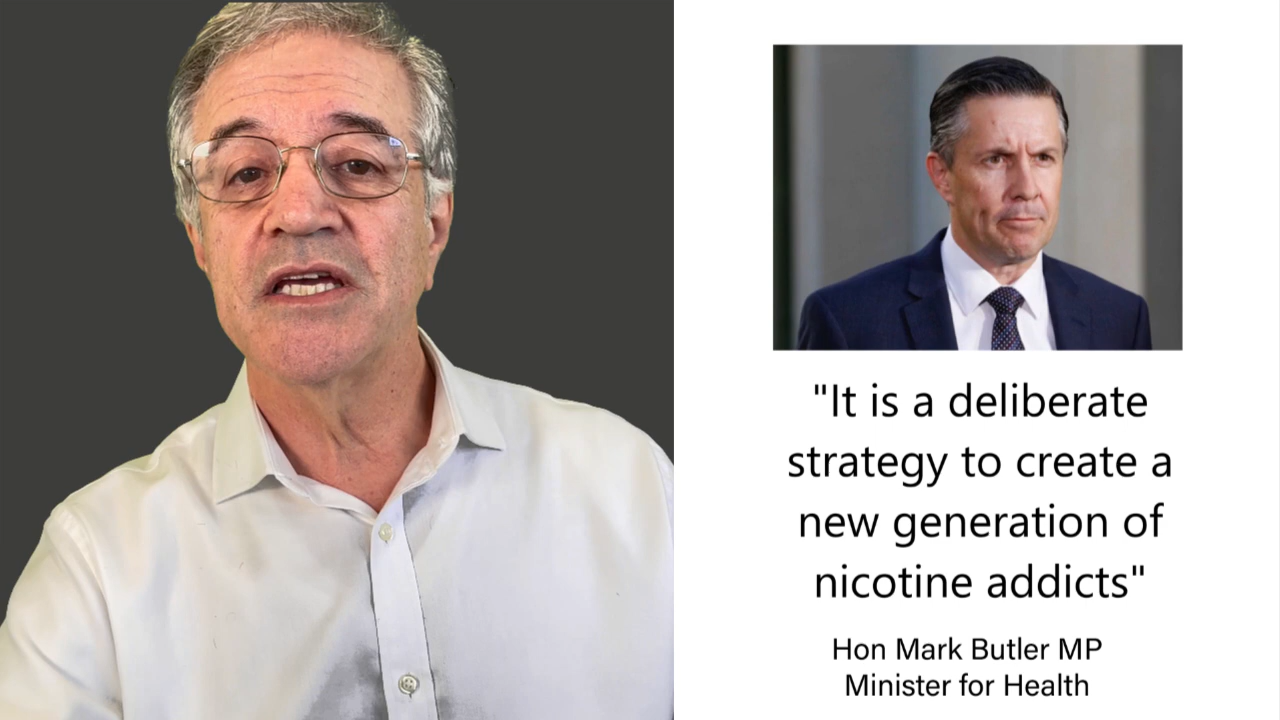 "It is a deliberate
strategy to create a
new generation of
nicotine addicts"
Hon Mark Butler MP
Minister for Health